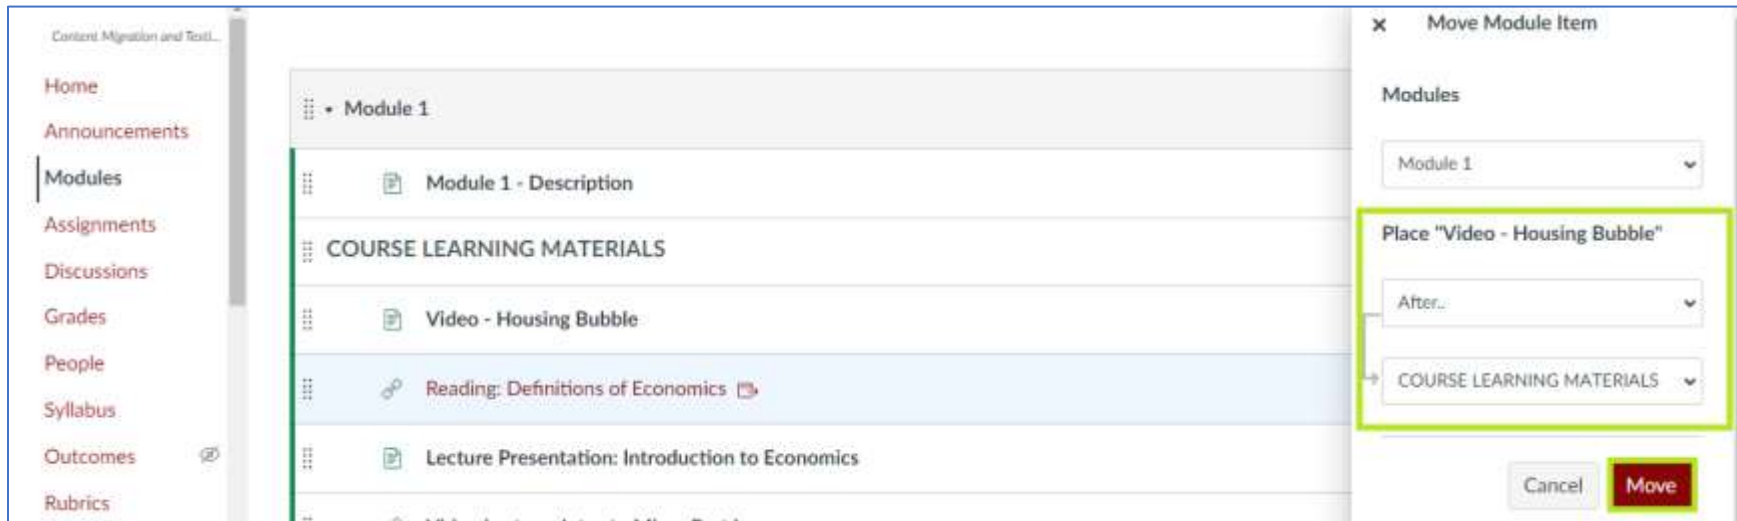 Content Migration and Testi...
Home
Announcements
Modules
Assignments
Discussions
Grades
People
Syllabus
Outcomes
Rubrics
Module 1
Module 1 - Description
COURSE LEARNING MATERIALS
Video - Housing Bubble
Reading: Definitions of Economics
Lecture Presentation: Introduction to Economics
Move Module Item
Modules
Module 1
Place "Video - Housing Bubble"
After..
COURSE LEARNING MATERIALS
Cancel
Move